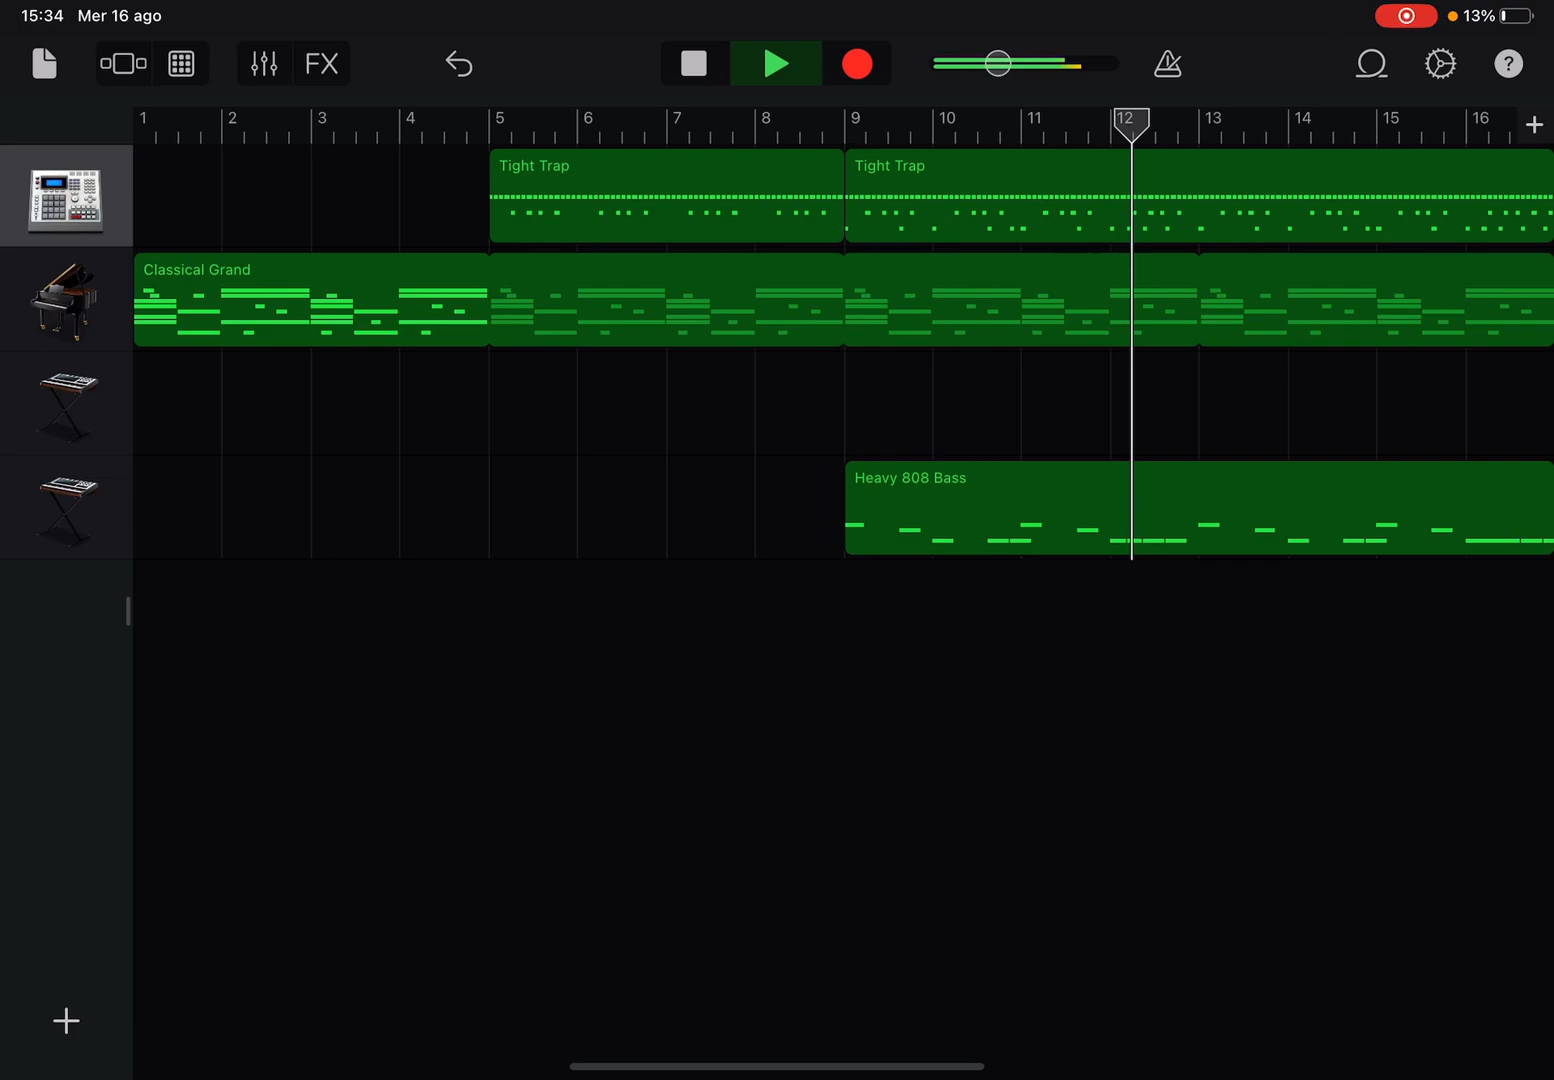 15:34 Mer 16 ago
13%
FX
?
1 2 3 4 5 6 7 8 9 10 11 12 13 14 15 16 +
Tight Trap Tight Trap
Classical Grand
Heavy 808 Bass
+